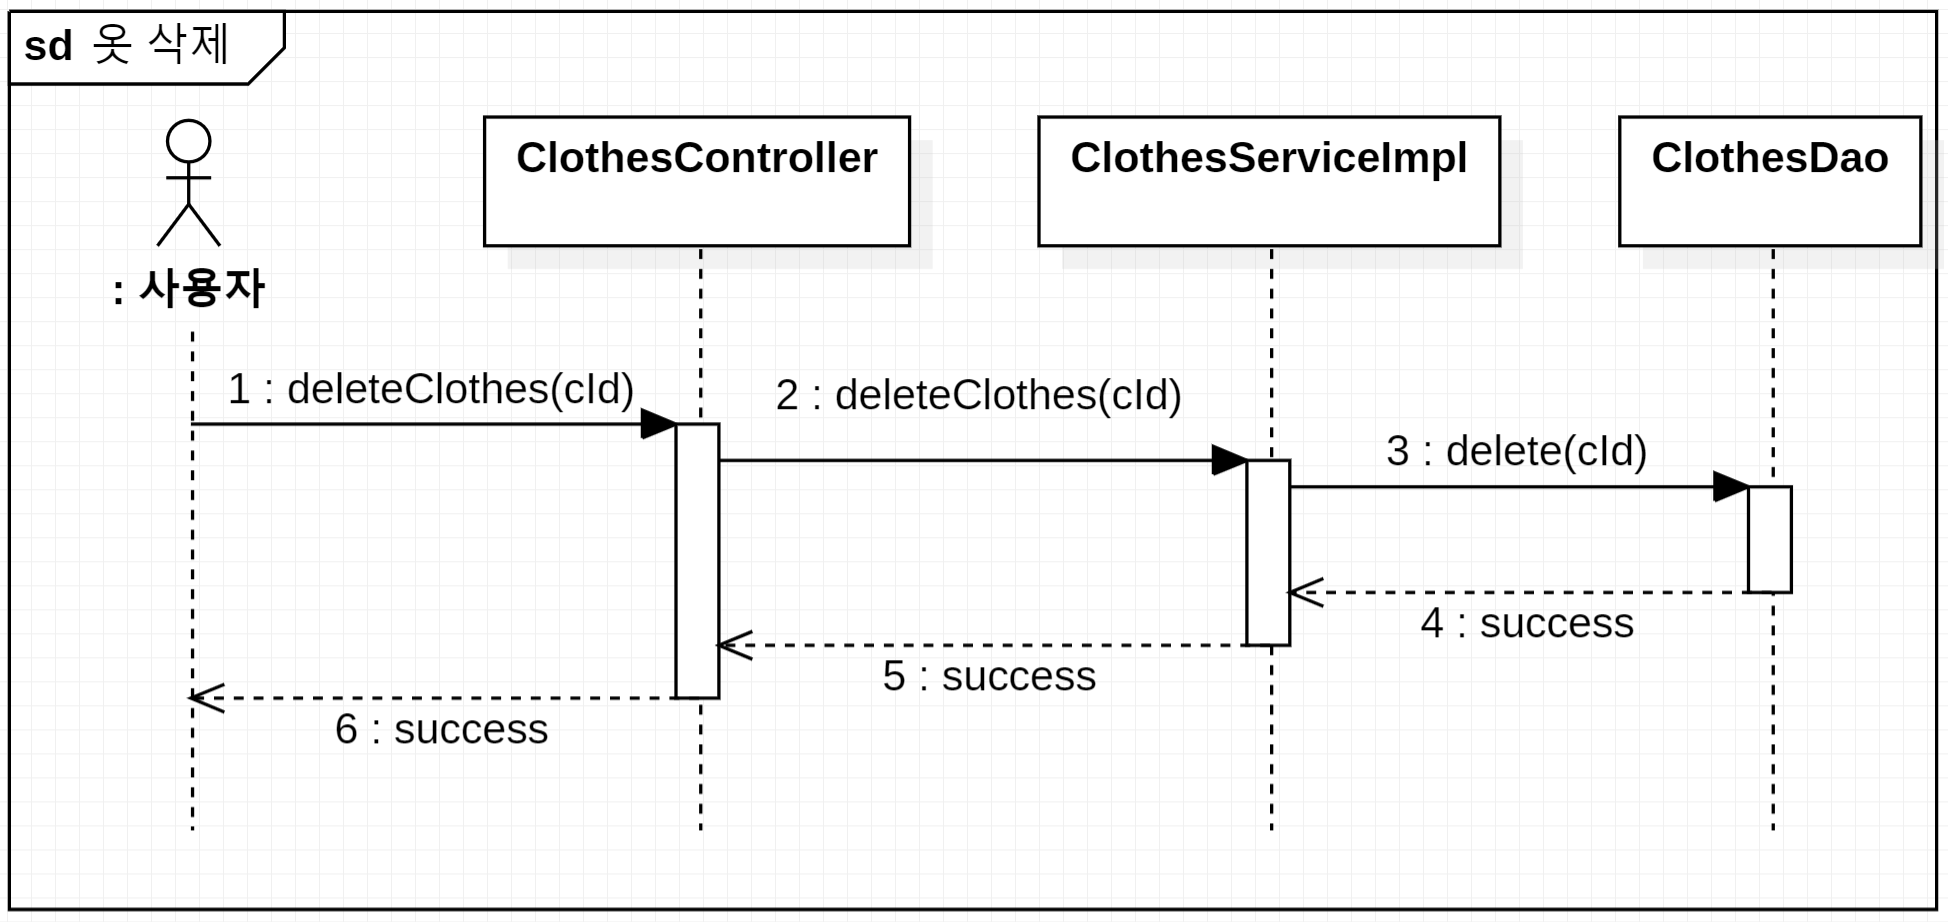 sd 옷 삭제
ClothesController
ClothesServiceImpl
ClothesDao
: 사용자
1 : deleteClothes(cId)
2 : deleteClothes(cId)
3 : delete(cId)
4 : success
5 : success
6 : success